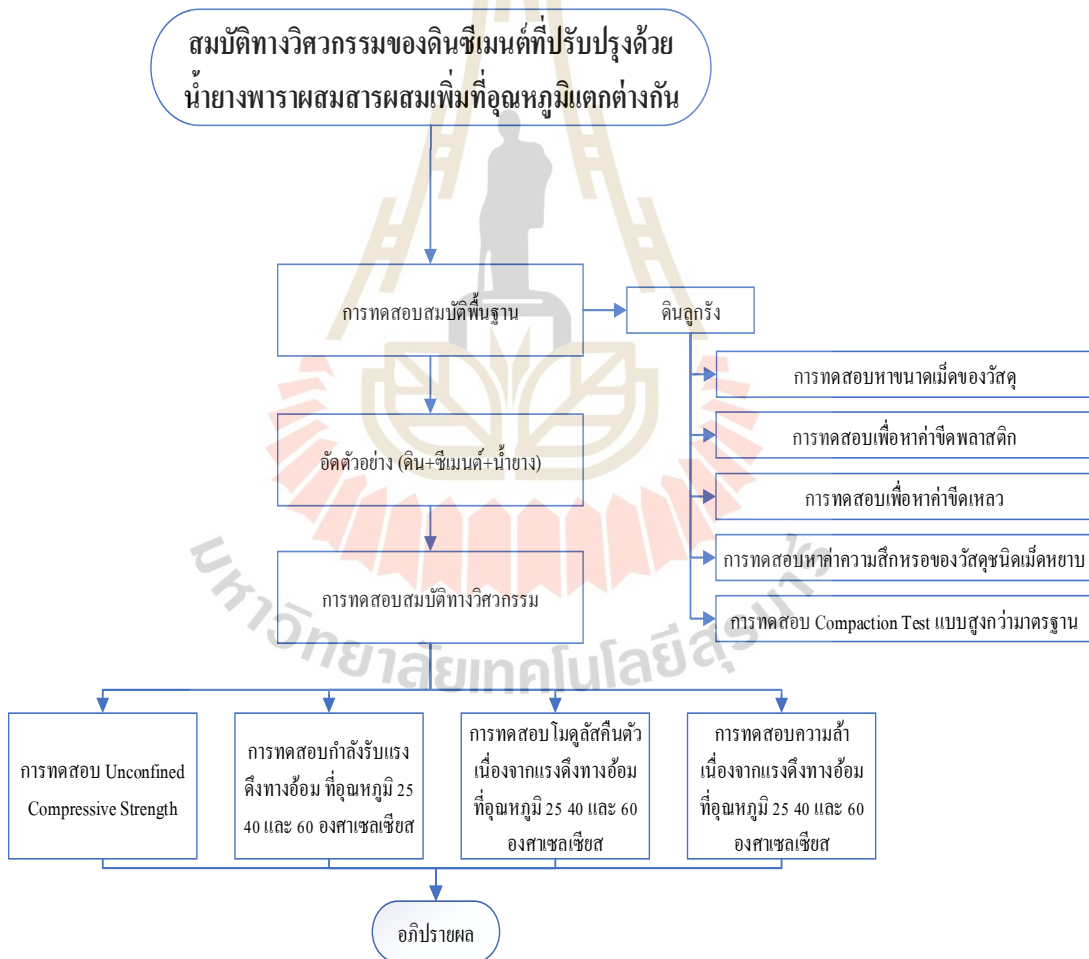 สมบัติทางวิศวกรรมของดินซีเมนต์ที่ปรับปรุงด้วย
น้ำยางพาราผสมสารผสมเพิ่มที่อุณหภูมิแตกต่างกัน
การทดสอบสมบัติพื้นฐาน
ดินลูกรัง
การทดสอบหาขนาดเม็ดของวัสดุ
การทดสอบเพื่อหาค่าขีดพลาสติก
การทดสอบเพื่อหาค่าขีดเหลว
การทดสอบหาค่าความสึกหรอของวัสดุชนิดเม็ดหยาบ
การทดสอบ Compaction Test แบบสูงกว่ามาตรฐาน
อัดตัวอย่าง (ดิน+ซีเมนต์+น้ำยาง)
การทดสอบสมบัติทางวิศวกรรม
มหาวิทยาลัยเทคโนโลยีสุรนารี
การทดสอบ Unconfined
Compressive Strength
การทดสอบกำลังรับแรง
ดึงทางอ้อม ที่อุณหภูมิ 25
40 และ 60 องศาเซลเซียส
การทดสอบโมดูลัสคืนตัว
เนื่องจากแรงดึงทางอ้อม
ที่อุณหภูมิ 25 40 และ 60
องศาเซลเซียส
การทดสอบความล้า
เนื่องจากแรงดึงทางอ้อม
ที่อุณหภูมิ 25 40 และ 60
องศาเซลเซียส
อภิปรายผล